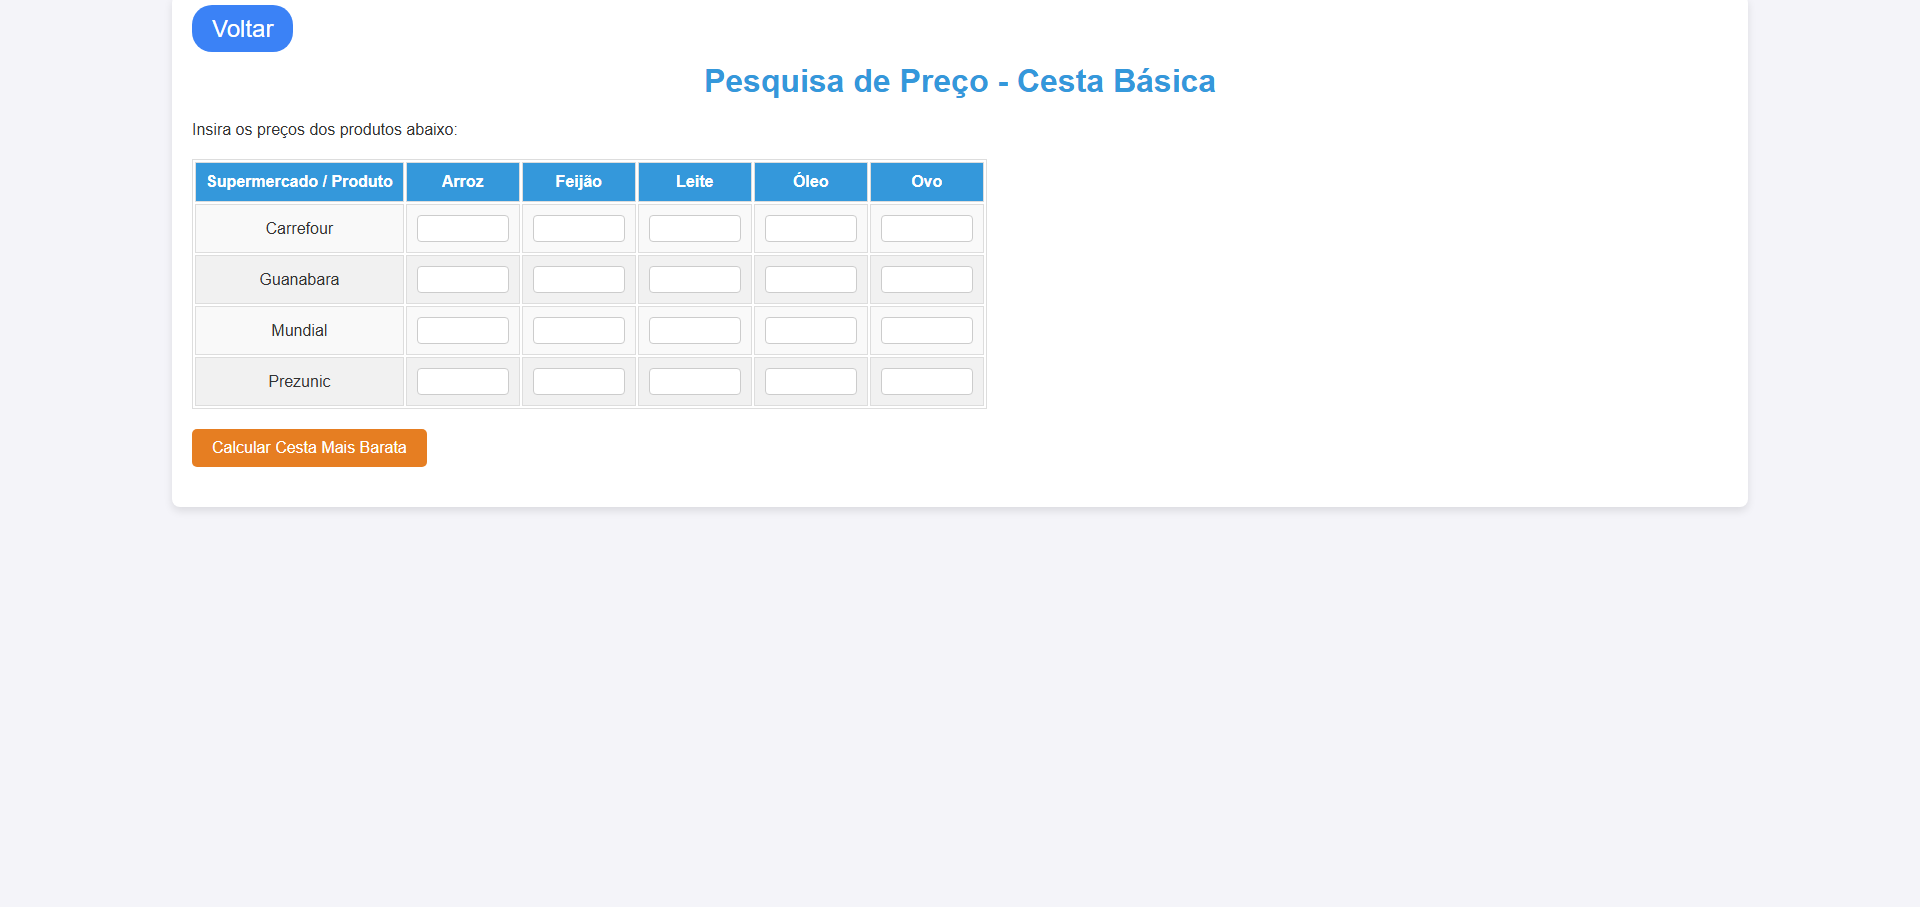 Voltar
Pesquisa de Preço - Cesta Básica
Insira os preços dos produtos abaixo:
Supermercado / Produto Arroz Feijão Leite Óleo Ovo
Carrefour
Guanabara
Mundial
Prezunic
Calcular Cesta Mais Barata